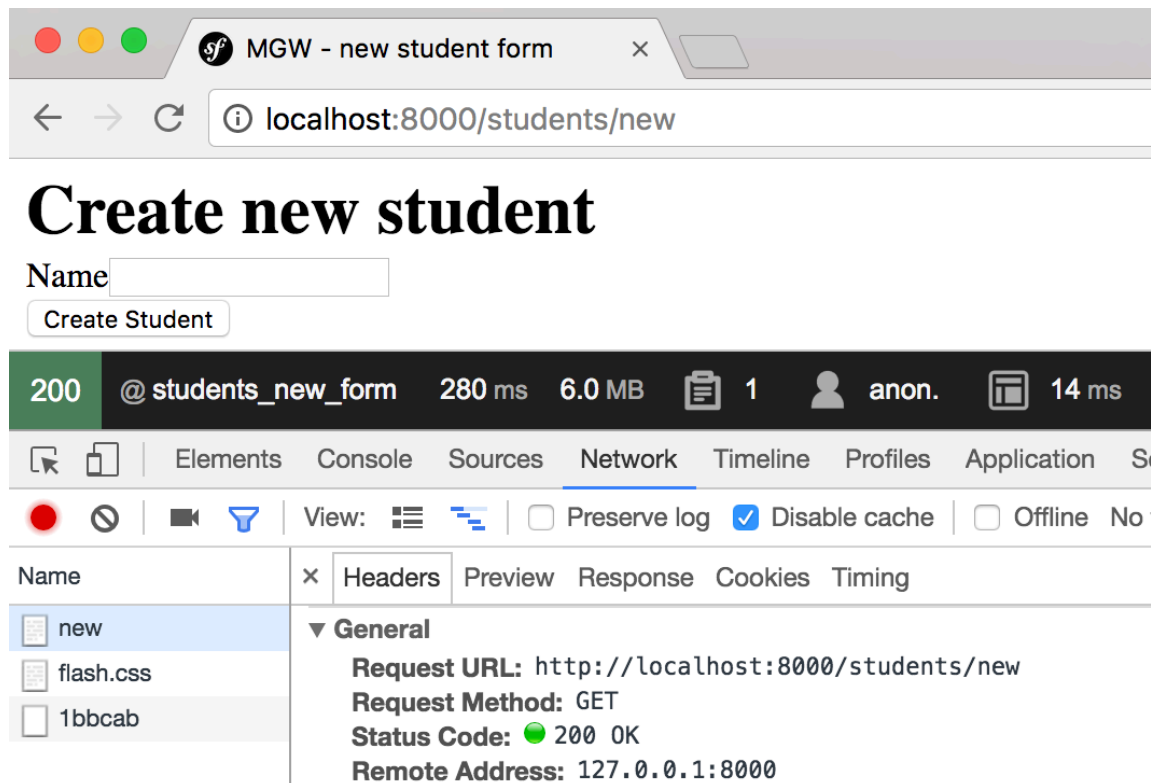 sf MGW - new student form ×
localhost:8000/students/new
Create new student
Name
Create Student
200 @ students_new_form 280 ms 6.0 MB 1 anon. 14 ms
Elements Console Sources Network Timeline Profiles Application
View: Preserve log Disable cache Offline No
Name × Headers Preview Response Cookies Timing
new ▼ General
Request URL: http://localhost:8000/students/new
flash.css
Request Method: GET
1bbcab
Status Code: 200 OK
Remote Address: 127.0.0.1:8000